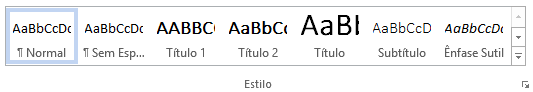 AaBbCcDc AaBbCcDc AABBC AaBbCc AaBl AaBbCcD AaBbCcDc
¶ Normal ¶ Sem Esp... Título 1 Título 2 Título Subtítulo Ênfase Sutil
Estilo